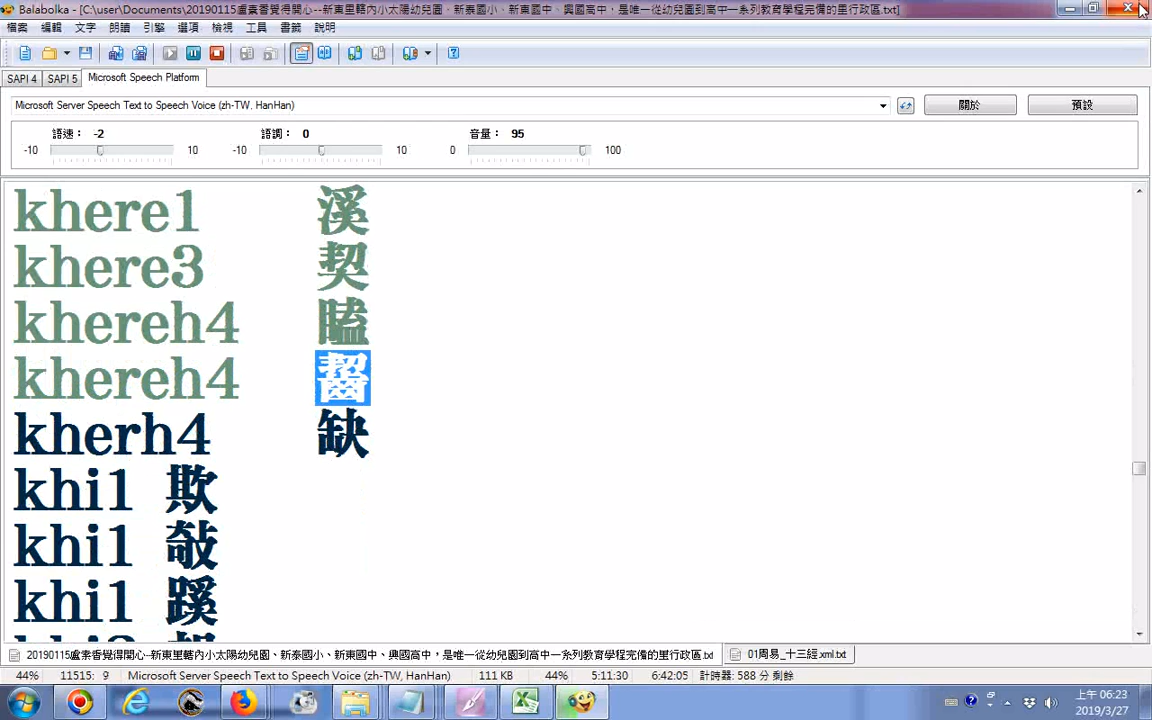 Balabolka - [C:\user\Documents\20190115盧素香覺得開心--新東里轄內小太陽幼兒園、新泰國小、新東國中、興國高中，是唯一從幼兒園到高中一系列教育學程完備的里行政區.txt]
檔案 編輯 文字 朗讀 引擎 選項 檢視 工具 書籤 說明
SAPI 4 SAPI 5 Microsoft Speech Platform
Microsoft Server Speech Text to Speech Voice (zh-TW, HanHan) 關於 預設
語速： -2 語調： 0 音量： 95
-10 10 -10 10 0 100
khere1 溪
khere3 契
khereh4 瞌
khereh4 齧
kherh4 缺
khi1 欺
khi1 攲
khi1 蹊
20190115盧素香覺得開心--新東里轄內小太陽幼兒園、新泰國小、新東國中、興國高中，是唯一從幼兒園到高中一系列教育學程完備的里行政區.txt 01周易_十三經.xml.txt
44% 11515: 9 Microsoft Server Speech Text to Speech Voice (zh-TW, HanHan) 111 KB 44% 5:11:30 6:42:05 計時器: 588 分 剩餘
上午 06:23
2019/3/27